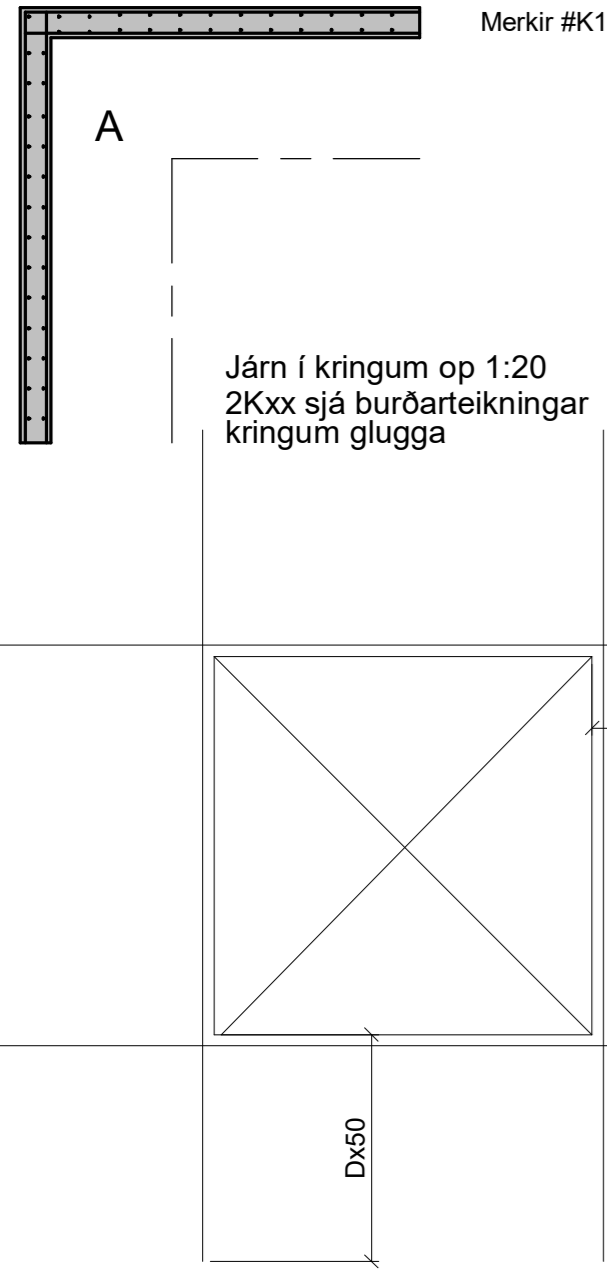 Merkir #K1
A
Járn í kringum op 1:20
2Kxx sjá burðarteikningar
kringum glugga
Dx50